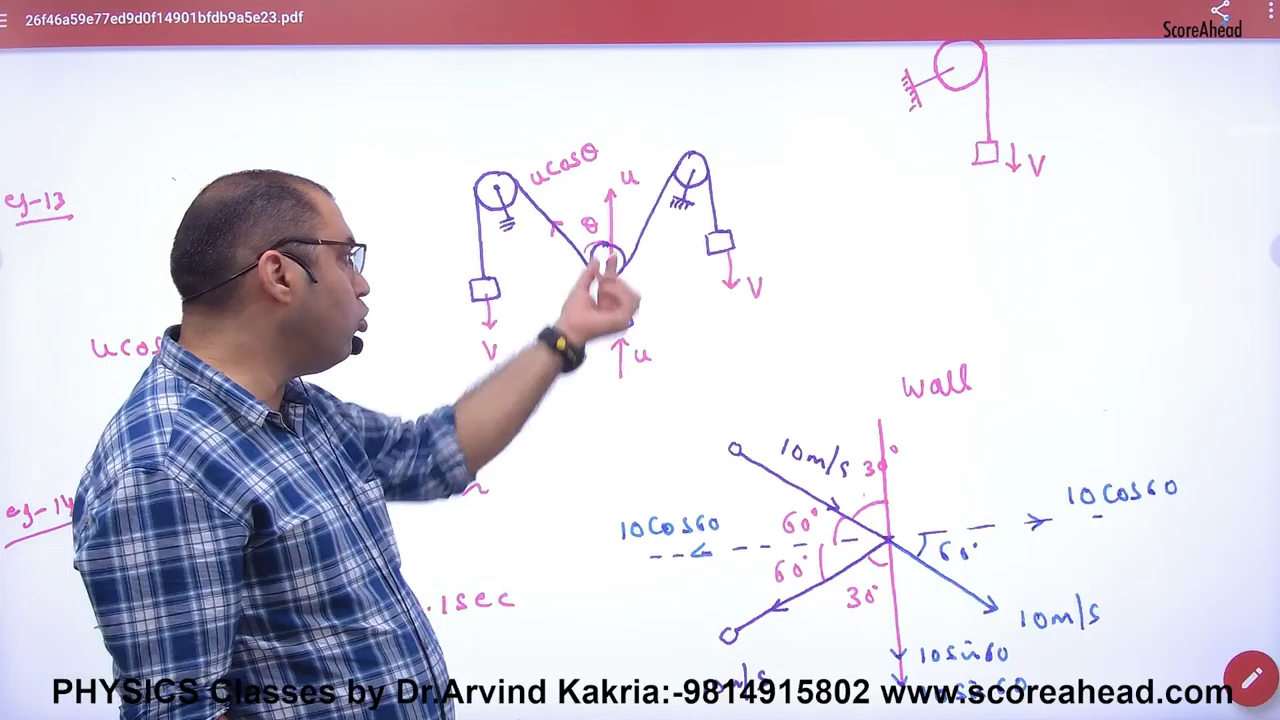 26f46a59e77ed9d0f14901bfdb9a5e23.pdf
ScoreAhead
V
eg-13
ucosθ
u
θ
V
V
u
ucos
wall
10m/s
30°
10cos60
10cos60
60°
60°
60°
30°
eg-14
.1sec
10m/s
10sin60
PHYSICS Classes by Dr.Arvind Kakria:-9814915802 www.scoreahead.com